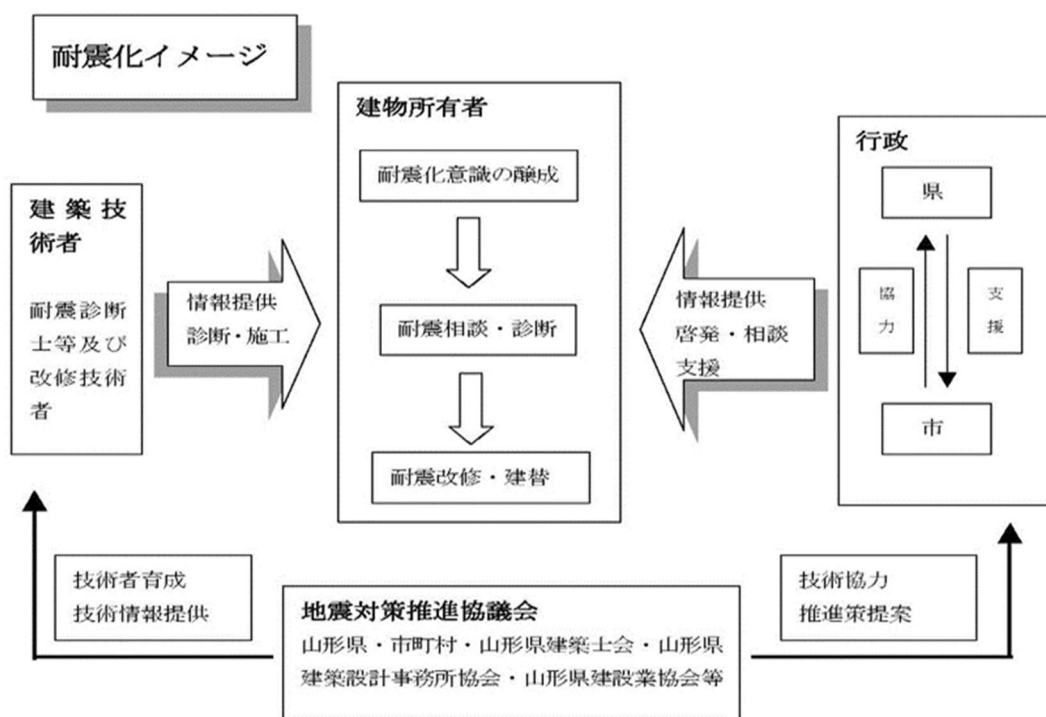 耐震化イメージ
建物所有者
耐震化意識の醸成
耐震相談・診断
耐震改修・建替
建築技
術者
耐震診断
士等及び
改修技術
者
情報提供
診断・施工
情報提供
啓発・相談
支援
行政
県
協
力
支
援
市
技術者育成
技術情報提供
地震対策推進協議会
山形県・市町村・山形県建築士会・山形県
建築設計事務所協会・山形県建設業協会等
技術協力
推進策提案